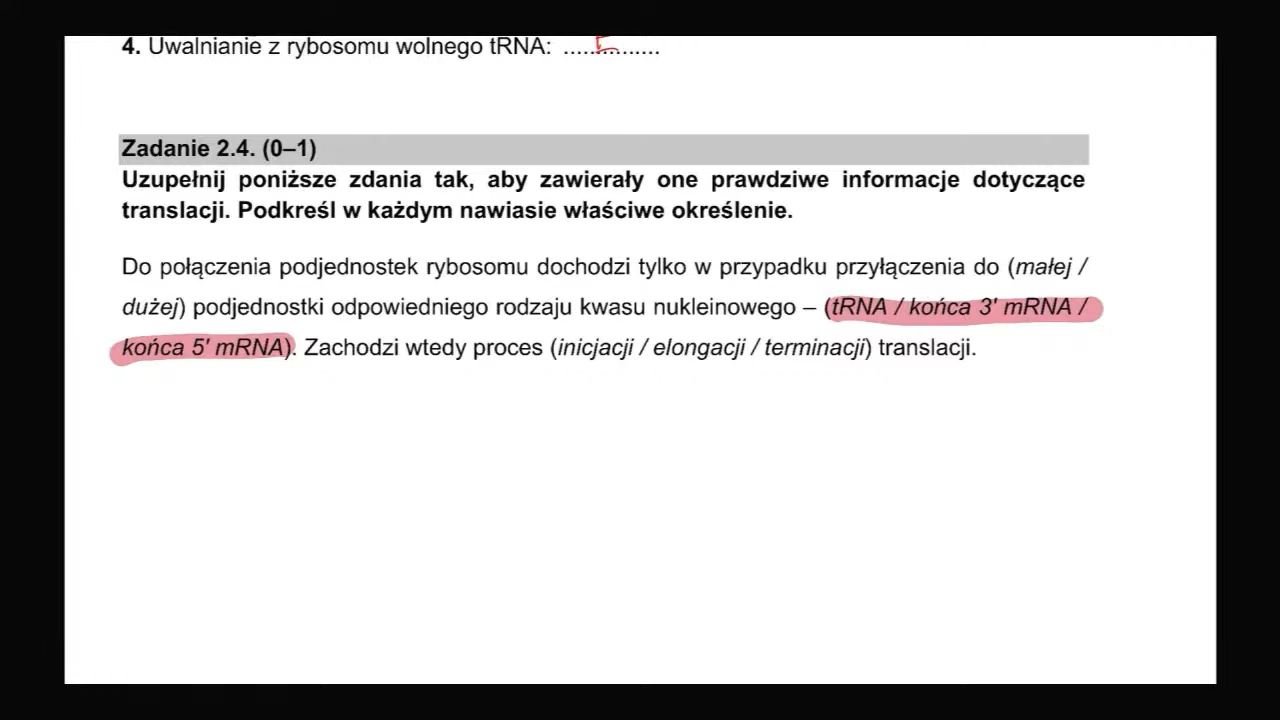 4. Uwalnianie z rybosomu wolnego tRNA: ..... E .........
Zadanie 2.4. (0–1)
Uzupełnij poniższe zdania tak, aby zawierały one prawdziwe informacje dotyczące
translacji. Podkreśl w każdym nawiasie właściwe określenie.
Do połączenia podjednostek rybosomu dochodzi tylko w przypadku przyłączenia do (małej /
dużej) podjednostki odpowiedniego rodzaju kwasu nukleinowego – (tRNA / końca 3' mRNA /
końca 5' mRNA). Zachodzi wtedy proces (inicjacji / elongacji / terminacji) translacji.